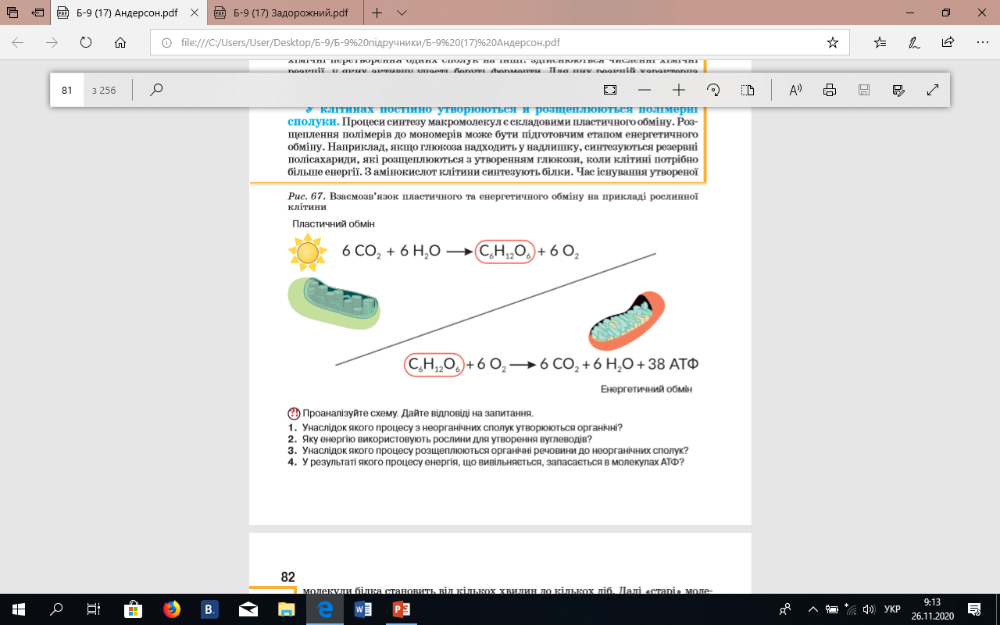 Б-9 (17) Андерсон.pdf
Б-9 (17) Задорожний.pdf
file:///C:/Users/User/Desktop/Б-9/Б-9%20підручники/Б-9%20(17)%20Андерсон.pdf
хімічні перетворення одних сполук на інші: здійснюються численні хімічні
реакції, у яких активну участь беруть ферменти. Для цих реакцій характерна
81
з 256
У клітинах постійно утворюються й розщеплюються полімерні
сполуки. Процеси синтезу макромолекул є складовими пластичного обміну. Роз-
щеплення полімерів до мономерів може бути підготовчим етапом енергетичного
обміну. Наприклад, якщо глюкоза надходить у надлишку, синтезуються резервні
полісахариди, які розщеплюються з утворенням глюкози, коли клітині потрібно
більше енергії. З амінокислот клітини синтезують білки. Час існування утвореної
Рис. 67. Взаємозв’язок пластичного та енергетичного обміну на прикладі рослинної
клітини
Пластичний обмін
6 CO₂ + 6 H₂O ⟶ C₆H₁₂O₆ + 6 O₂
C₆H₁₂O₆ + 6 O₂ ⟶ 6 CO₂ + 6 H₂O + 38 АТФ
Енергетичний обмін
?! Проаналізуйте схему. Дайте відповіді на запитання.
1. Унаслідок якого процесу з неорганічних сполук утворюються органічні?
2. Яку енергію використовують рослини для утворення вуглеводів?
3. Унаслідок якого процесу розщеплюються органічні речовини до неорганічних сполук?
4. У результаті якого процесу енергія, що вивільняється, запасається в молекулах АТФ?
82
молекули білка становить від кількох хвилин до кількох діб. Далі «старі» моле-
УКР
9:13
26.11.2020